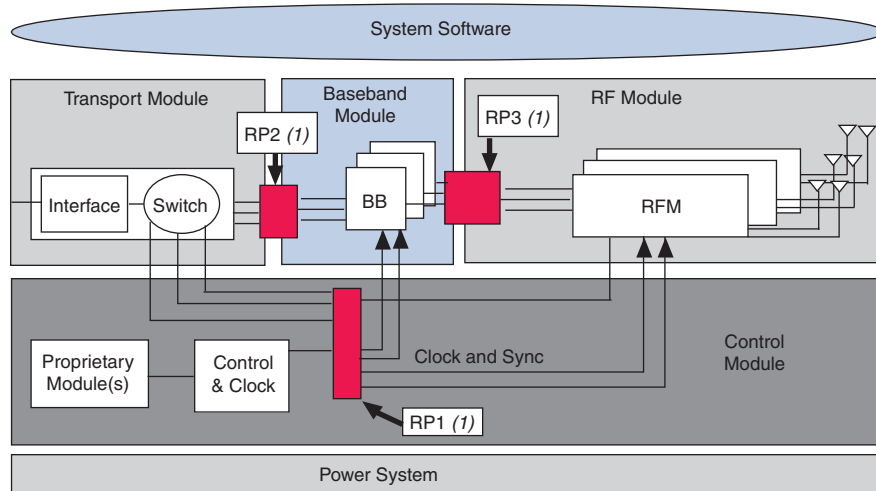 System Software
Transport Module
Baseband
Module
RF Module
RP2 (1)
RP3 (1)
Interface
Switch
BB
RFM
Proprietary
Module(s)
Control
& Clock
Clock and Sync
Control
Module
RP1 (1)
Power System